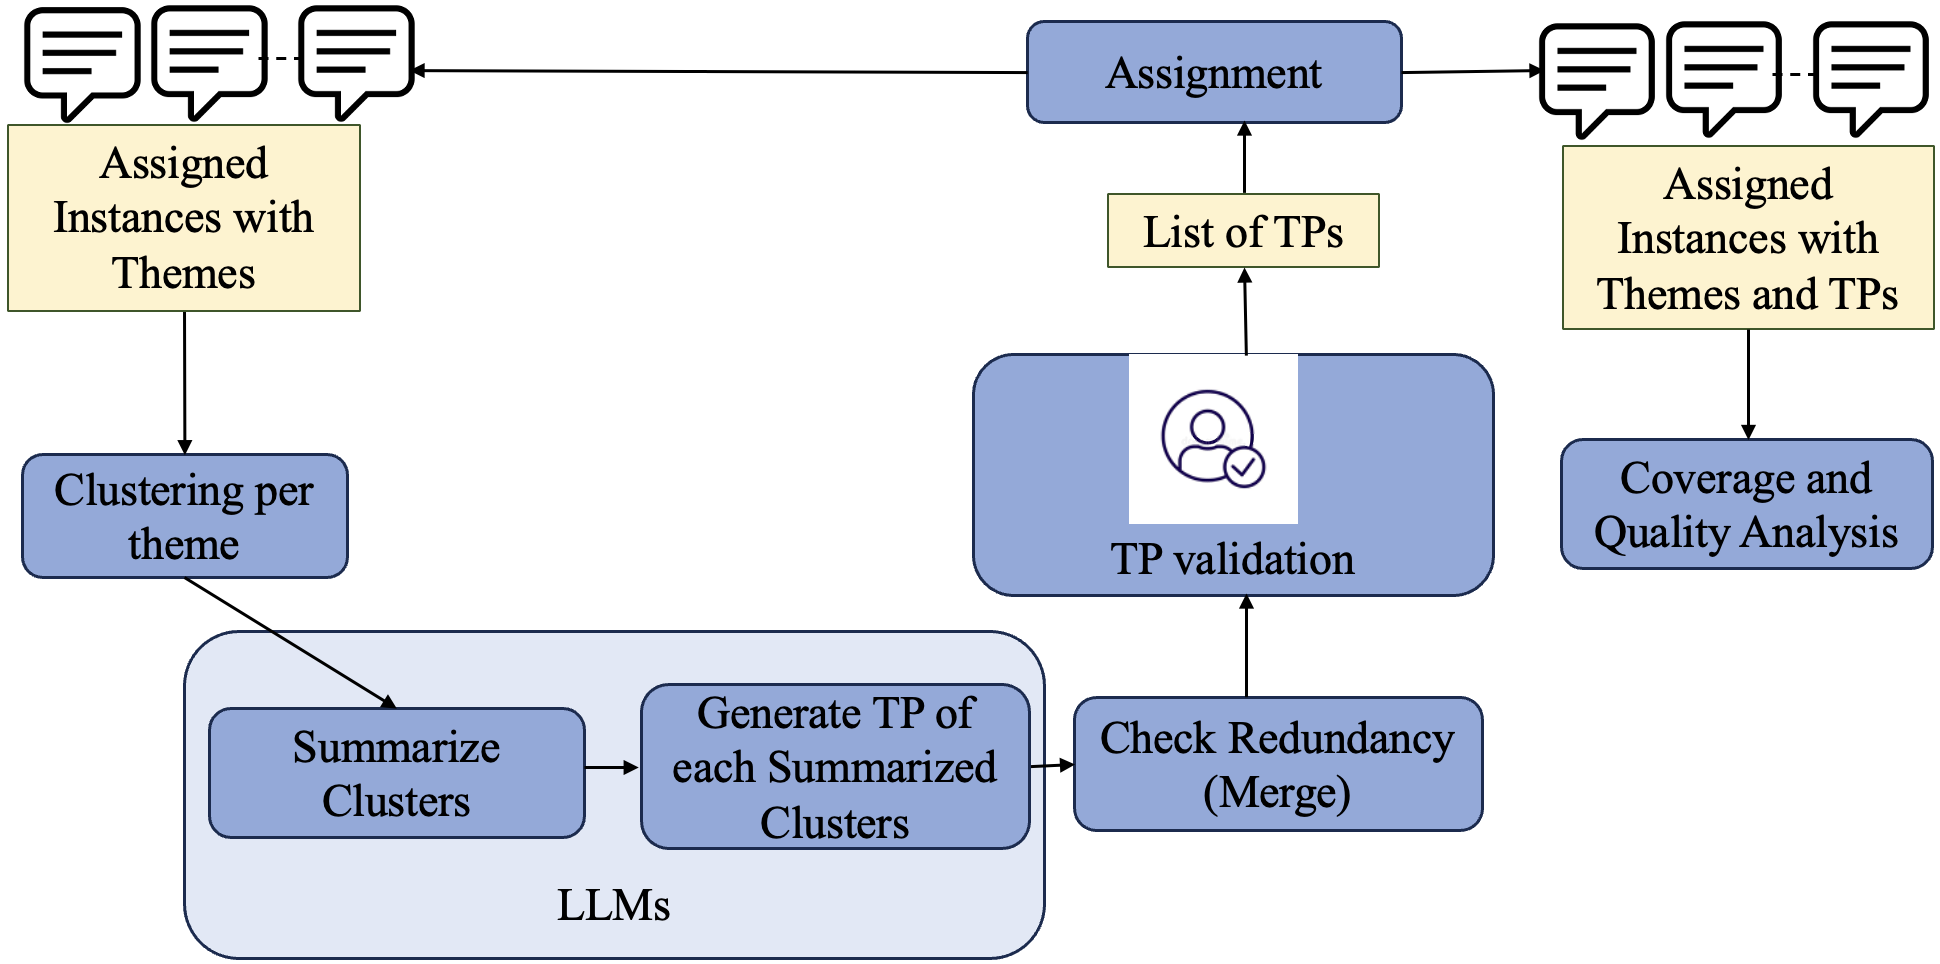 Assigned
Instances with
Themes
Clustering per
theme
Summarize
Clusters
Generate TP of
each Summarized
Clusters
LLMs
Check Redundancy
(Merge)
TP validation
List of TPs
Assignment
Assigned
Instances with
Themes and TPs
Coverage and
Quality Analysis